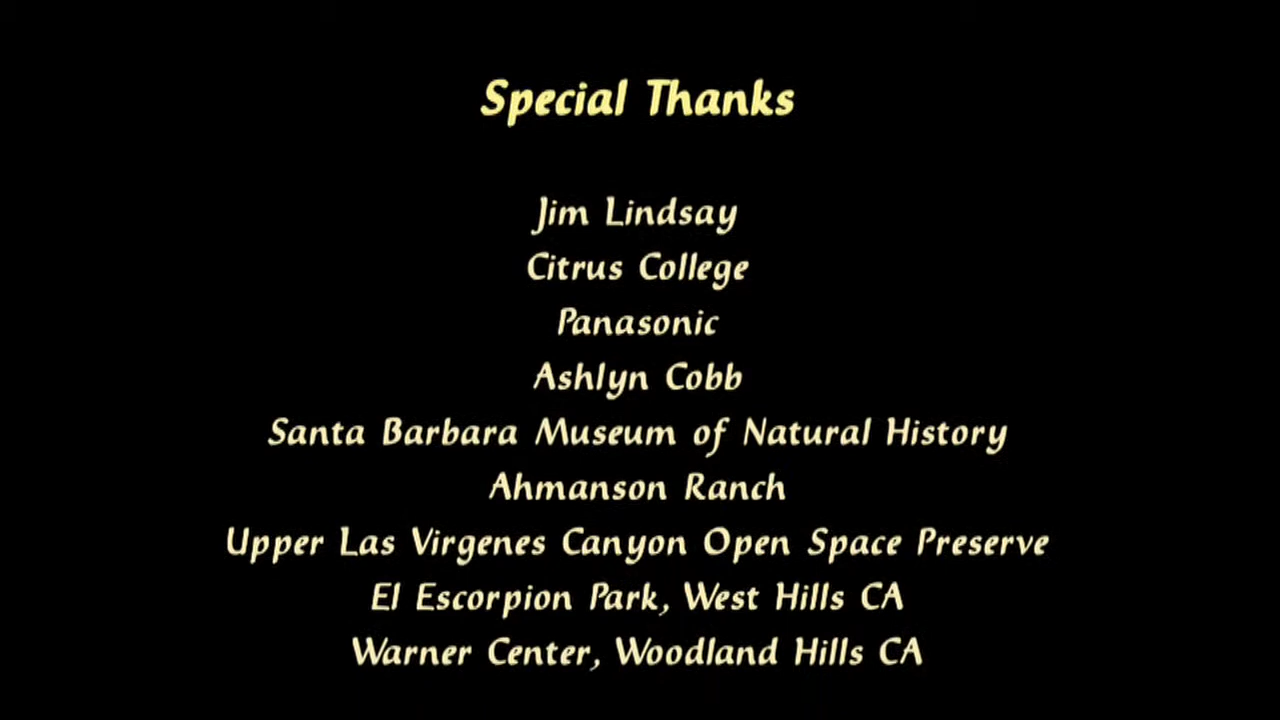 Special Thanks
Jim Lindsay
Citrus College
Panasonic
Ashlyn Cobb
Santa Barbara Museum of Natural History
Ahmanson Ranch
Upper Las Virgenes Canyon Open Space Preserve
El Escorpion Park, West Hills CA
Warner Center, Woodland Hills CA